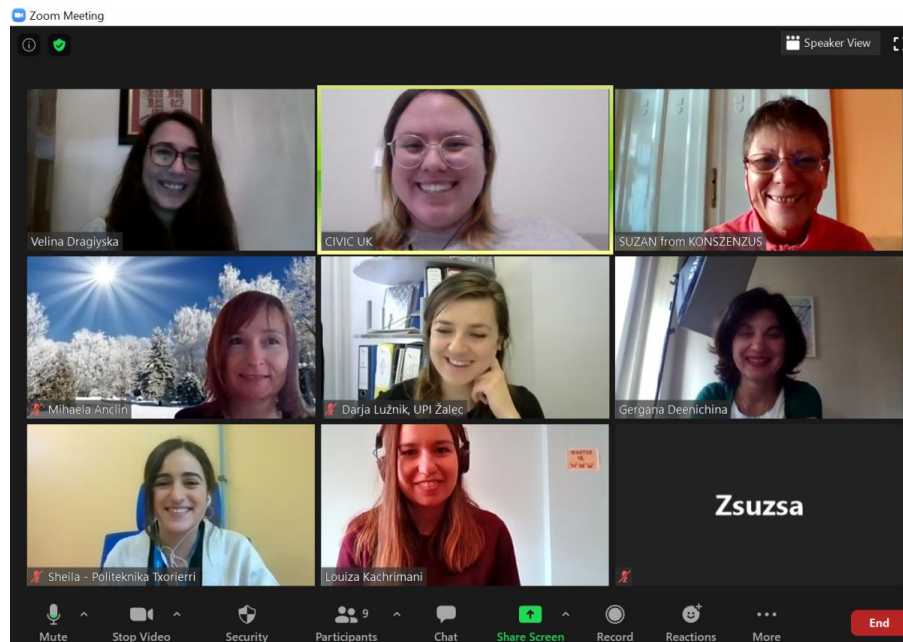 Zoom Meeting
Speaker View
Velina Dragiyska
CIVIC UK
SUZAN from KONSZENZUS
Mihaela Anclin
Darja Lužnik, UPI Žalec
Gergana Deenichina
Sheila - Politeknika Txorierri
Louiza Kachrimani
Zsuzsa
Mute
Stop Video
Security
Participants
9
Chat
Share Screen
Record
Reactions
More
End